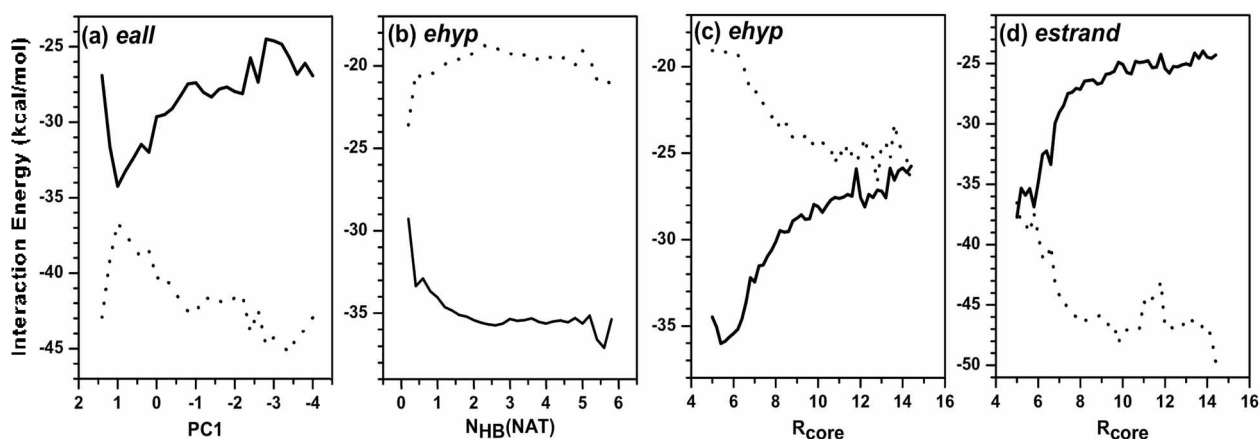 (a) eall
(b) ehyp
(c) ehyp
(d) estrand
Interaction Energy (kcal/mol)
-25
-30
-35
-40
-45
-20
-25
-30
-35
-20
-25
-30
-35
-25
-30
-35
-40
-45
-50
2 1 0 -1 -2 -3 -4
0 1 2 3 4 5 6
4 6 8 10 12 14 16
4 6 8 10 12 14 16
PC1
N_HB(NAT)
R_core
R_core